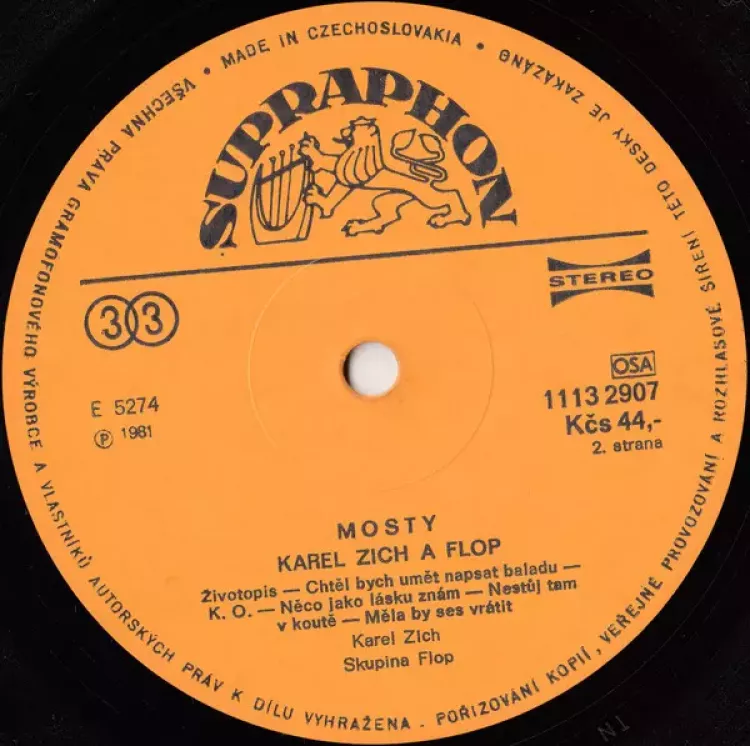 VŠECHNA PRÁVA GRAMOFONOVÉHO VÝROBCE A VLASTNÍKŮ AUTORSKÝCH PRÁV K DÍLU VYHRAŽENA. POŘIZOVÁNÍ KOPIÍ, VEŘEJNÉ PROVOZOVÁNÍ A ROZHLASOVÉ ŠÍŘENÍ TÉTO DESKY JE ZAKÁZÁNO • MADE IN CZECHOSLOVAKIA •
SUPRAPHON
STEREO
33
OSA
1113 2907
Kčs 44,-
2. strana
E 5274
Ⓟ 1981
MOSTY
KAREL ZICH A FLOP
Životopis — Chtěl bych umět napsat baladu —
K. O. — Něco jako lásku znám — Nestůj tam
v koutě — Měla by ses vrátit
Karel Zich
Skupina Flop
NI